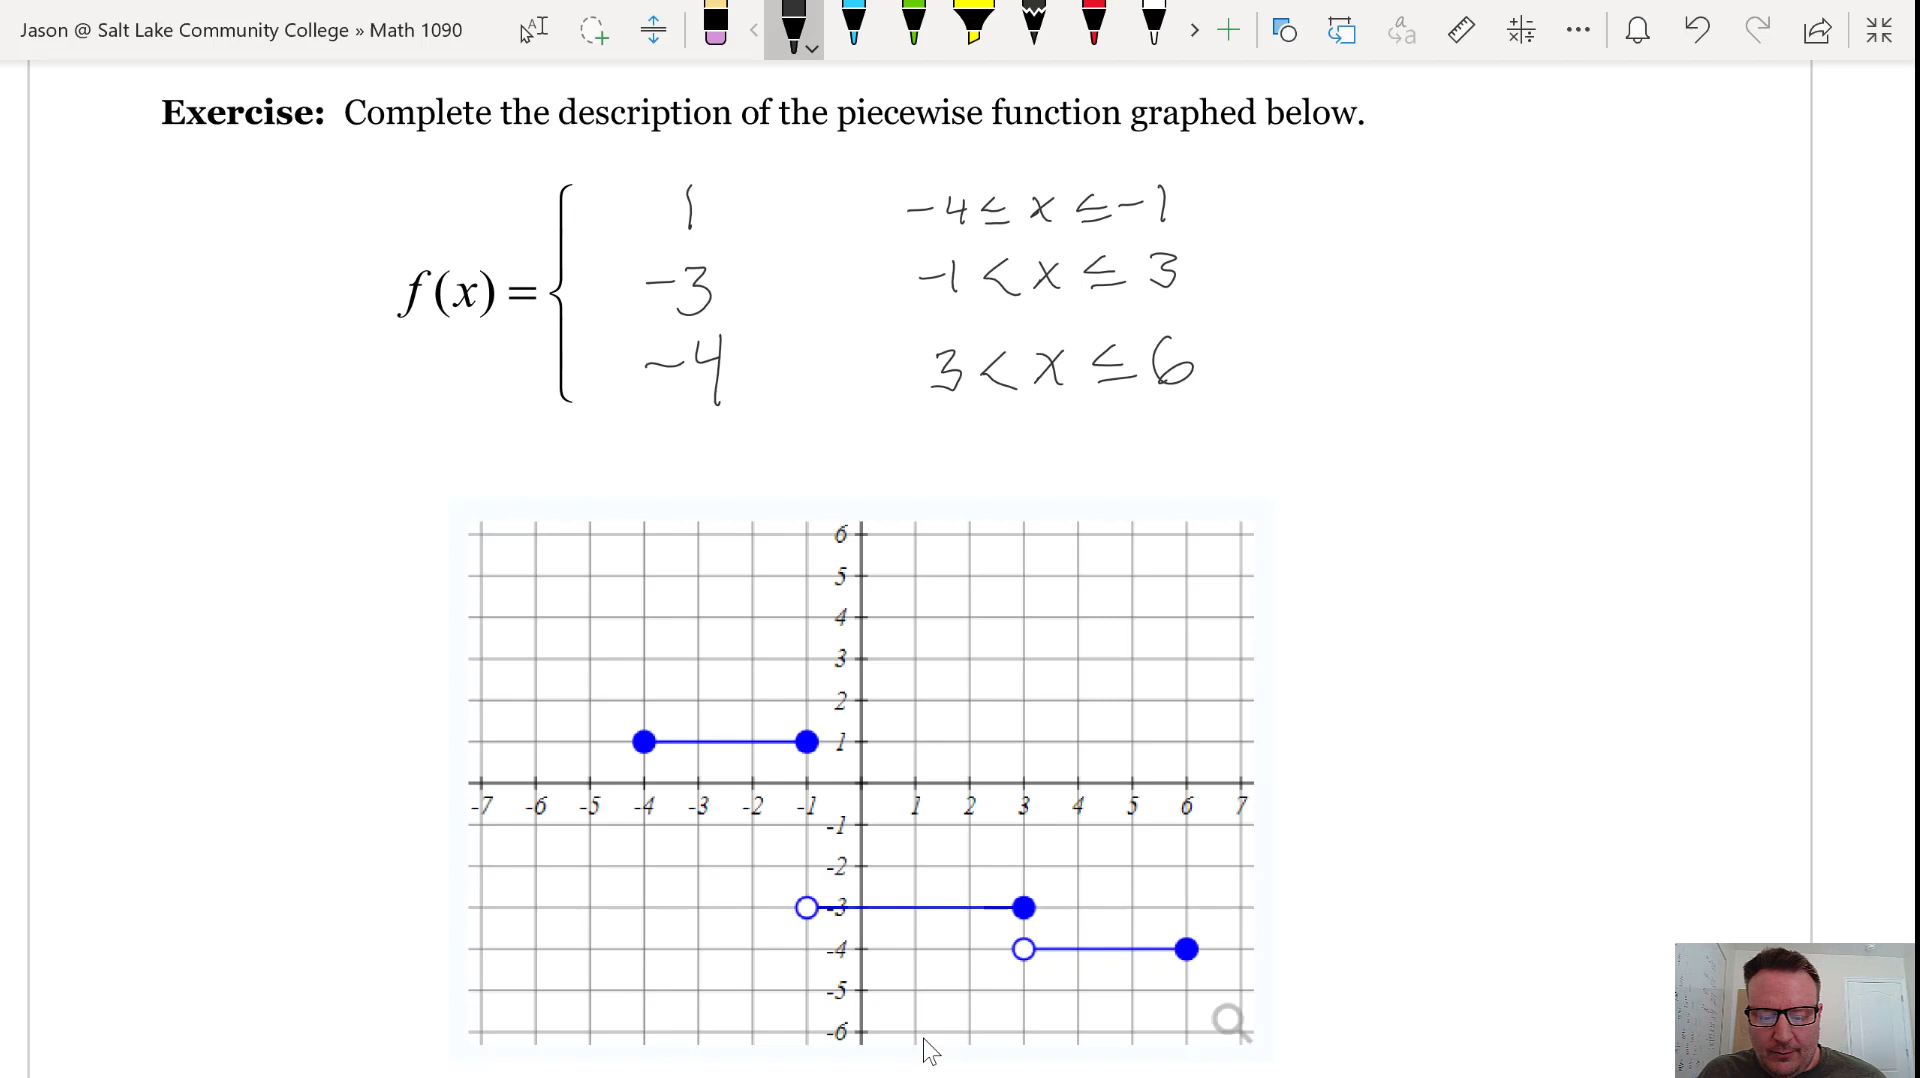 Jason @ Salt Lake Community College » Math 1090
Exercise: Complete the description of the piecewise function graphed below.
1 -4 ≤ x ≤ -1
f(x) = { -3 -1 < x ≤ 3
-4 3 < x ≤ 6
6
5
4
3
2
1
-7 -6 -5 -4 -3 -2 -1 1 2 3 4 5 6 7
-1
-2
-3
-4
-5
-6